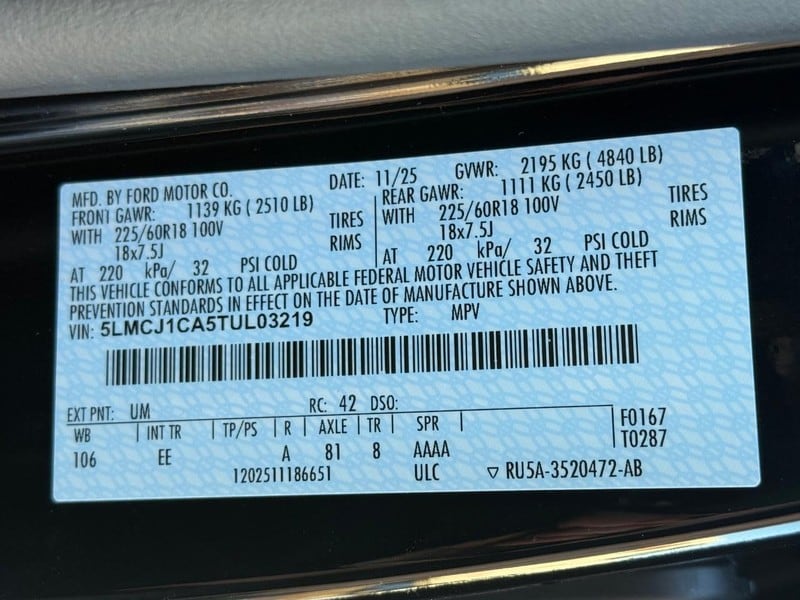 MFD. BY FORD MOTOR CO. DATE: 11/25 GVWR: 2195 KG ( 4840 LB)
FRONT GAWR: 1139 KG ( 2510 LB) REAR GAWR: 1111 KG ( 2450 LB)
WITH 225/60R18 100V TIRES WITH 225/60R18 100V TIRES
18x7.5J RIMS 18x7.5J RIMS
AT 220 kPa/ 32 PSI COLD AT 220 kPa/ 32 PSI COLD
THIS VEHICLE CONFORMS TO ALL APPLICABLE FEDERAL MOTOR VEHICLE SAFETY AND THEFT
PREVENTION STANDARDS IN EFFECT ON THE DATE OF MANUFACTURE SHOWN ABOVE.
VIN: 5LMCJ1CA5TUL03219 TYPE: MPV
EXT PNT: UM RC: 42 DSO:
WB INT TR TP/PS R AXLE TR SPR F0167
106 EE A 81 8 AAAA T0287
1202511186651 ULC ▽ RU5A-3520472-AB